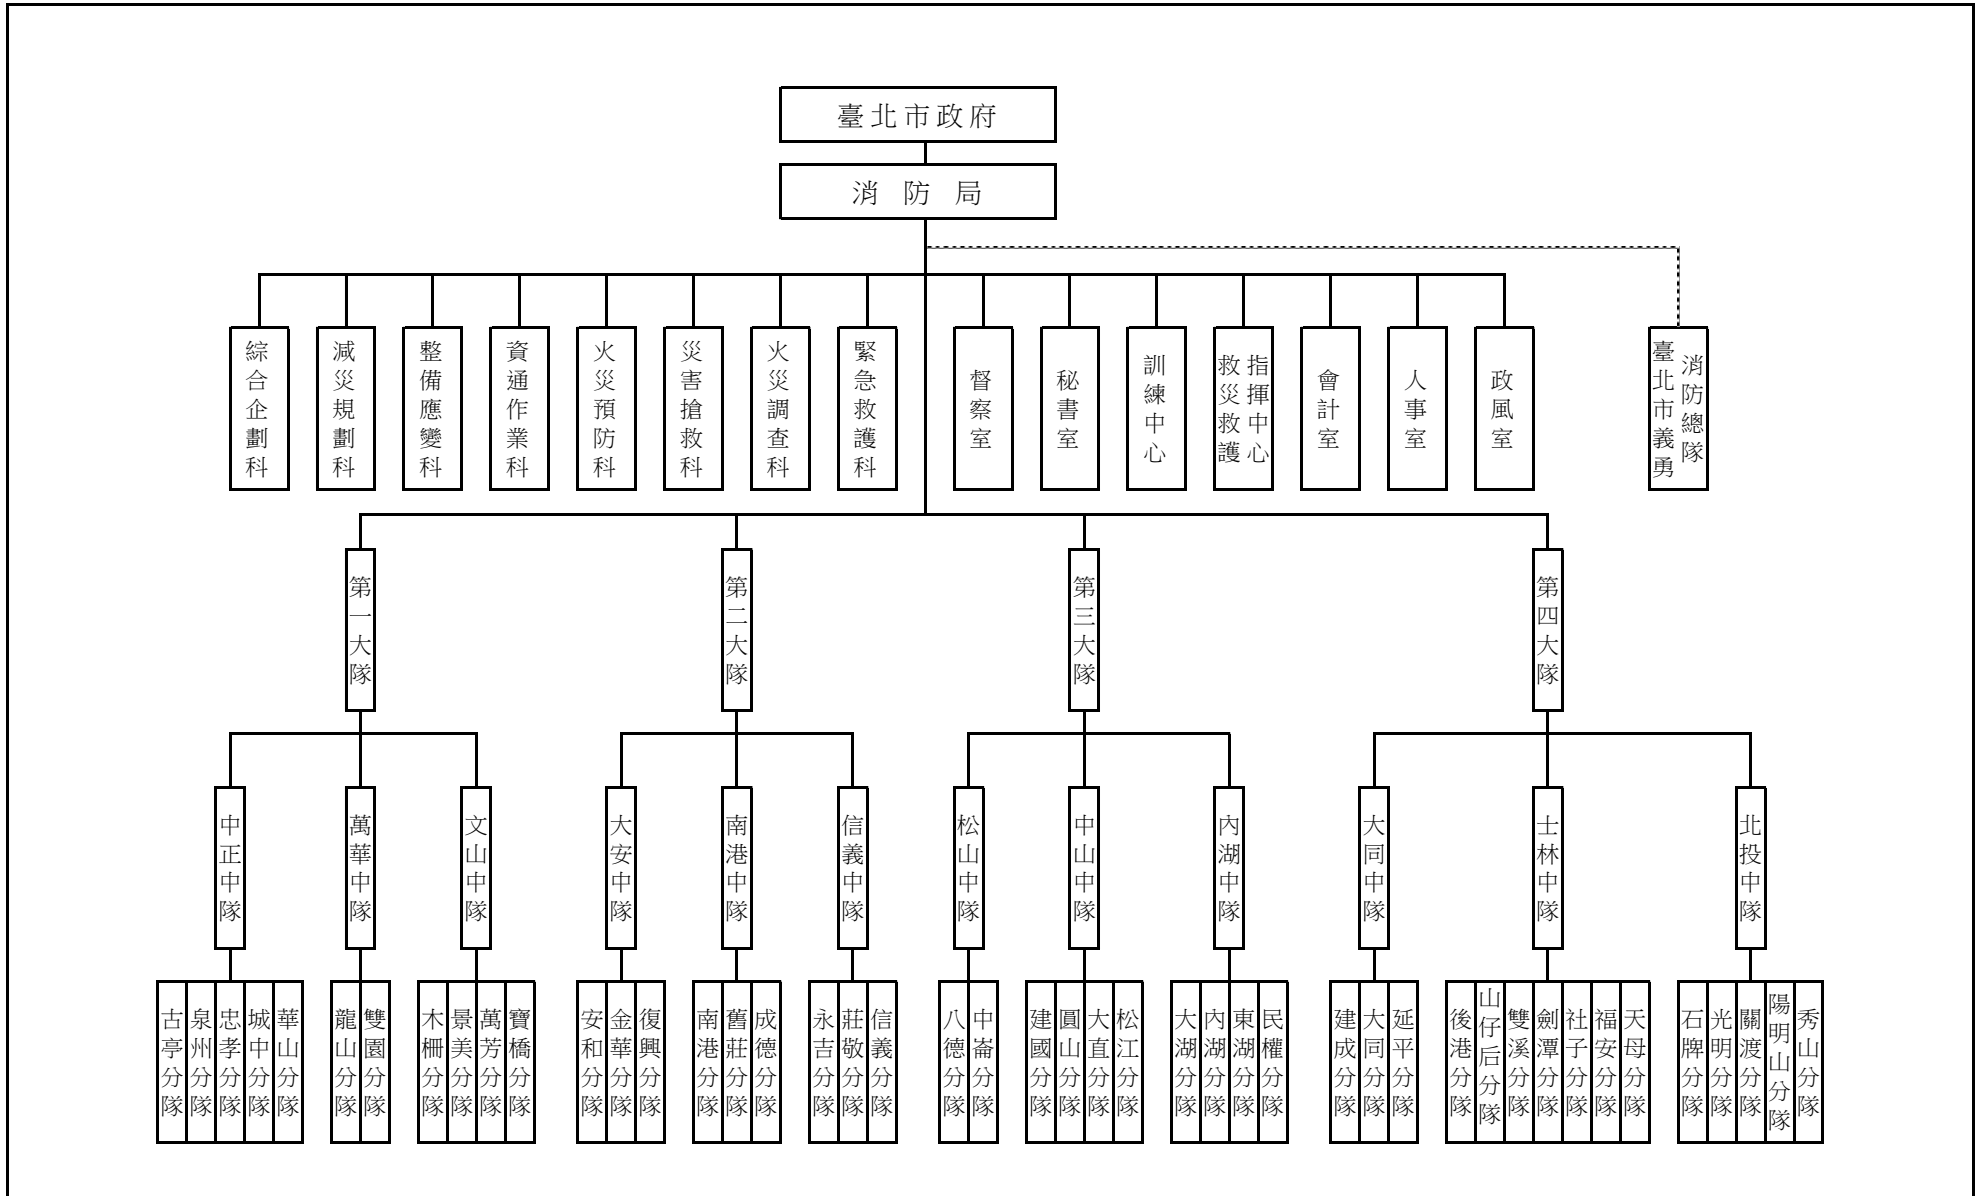 臺北市政府
消防局
綜合企劃科
減災規劃科
整備應變科
資通作業科
火災預防科
災害搶救科
火災調查科
緊急救護科
督察室
秘書室
訓練中心
救災救護
指揮中心
會計室
人事室
政風室
臺北市義勇
消防總隊
第一大隊
第二大隊
第三大隊
第四大隊
中正中隊
萬華中隊
文山中隊
大安中隊
南港中隊
信義中隊
松山中隊
中山中隊
內湖中隊
大同中隊
士林中隊
北投中隊
古亭分隊
泉州分隊
忠孝分隊
城中分隊
華山分隊
龍山分隊
雙園分隊
木柵分隊
景美分隊
萬芳分隊
寶橋分隊
安和分隊
金華分隊
復興分隊
南港分隊
舊莊分隊
成德分隊
永吉分隊
莊敬分隊
信義分隊
八德分隊
中崙分隊
建國分隊
圓山分隊
大直分隊
松江分隊
大湖分隊
內湖分隊
東湖分隊
民權分隊
建成分隊
大同分隊
延平分隊
後港分隊
山仔后分隊
雙溪分隊
劍潭分隊
社子分隊
福安分隊
天母分隊
石牌分隊
光明分隊
關渡分隊
陽明山分隊
秀山分隊